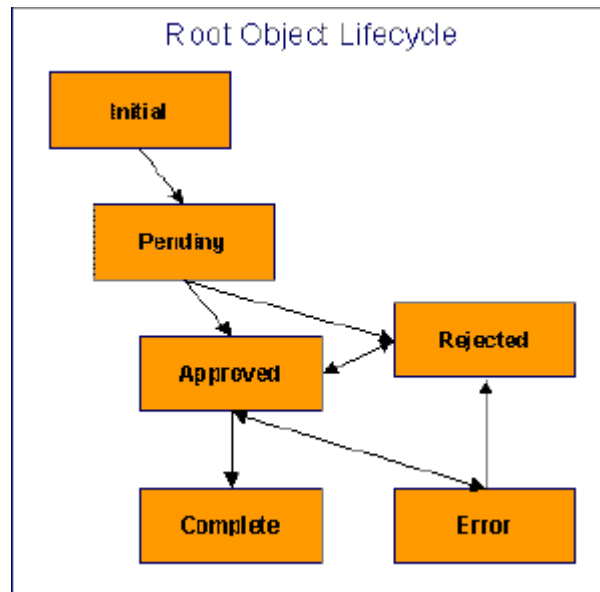 Root Object Lifecycle
Initial
Pending
Rejected
Approved
Complete
Error